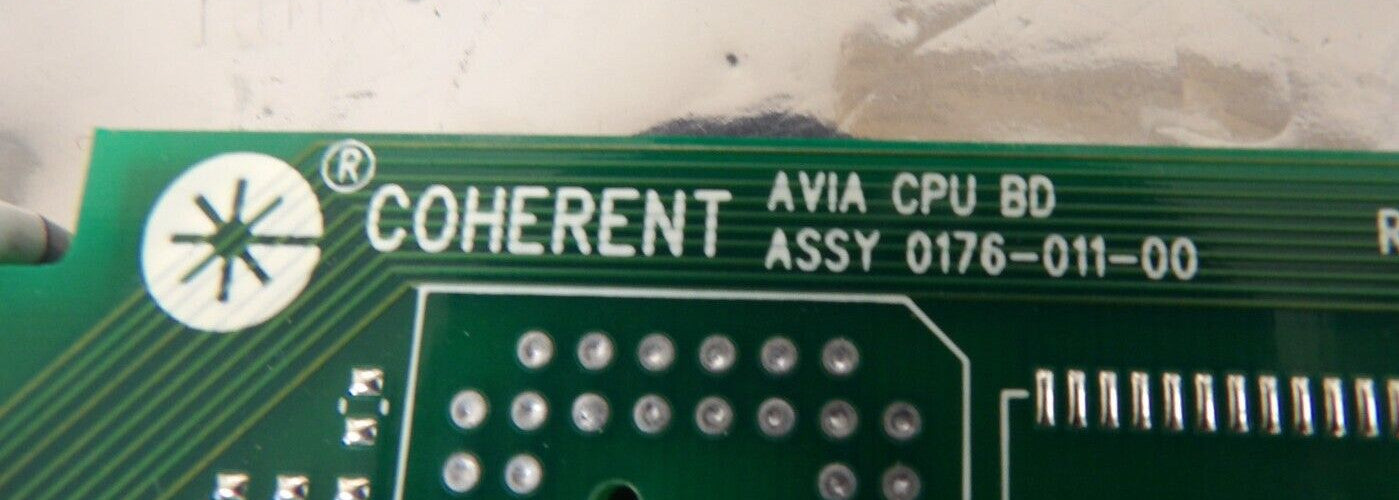 ® COHERENT
AVIA CPU BD
ASSY 0176-011-00
R